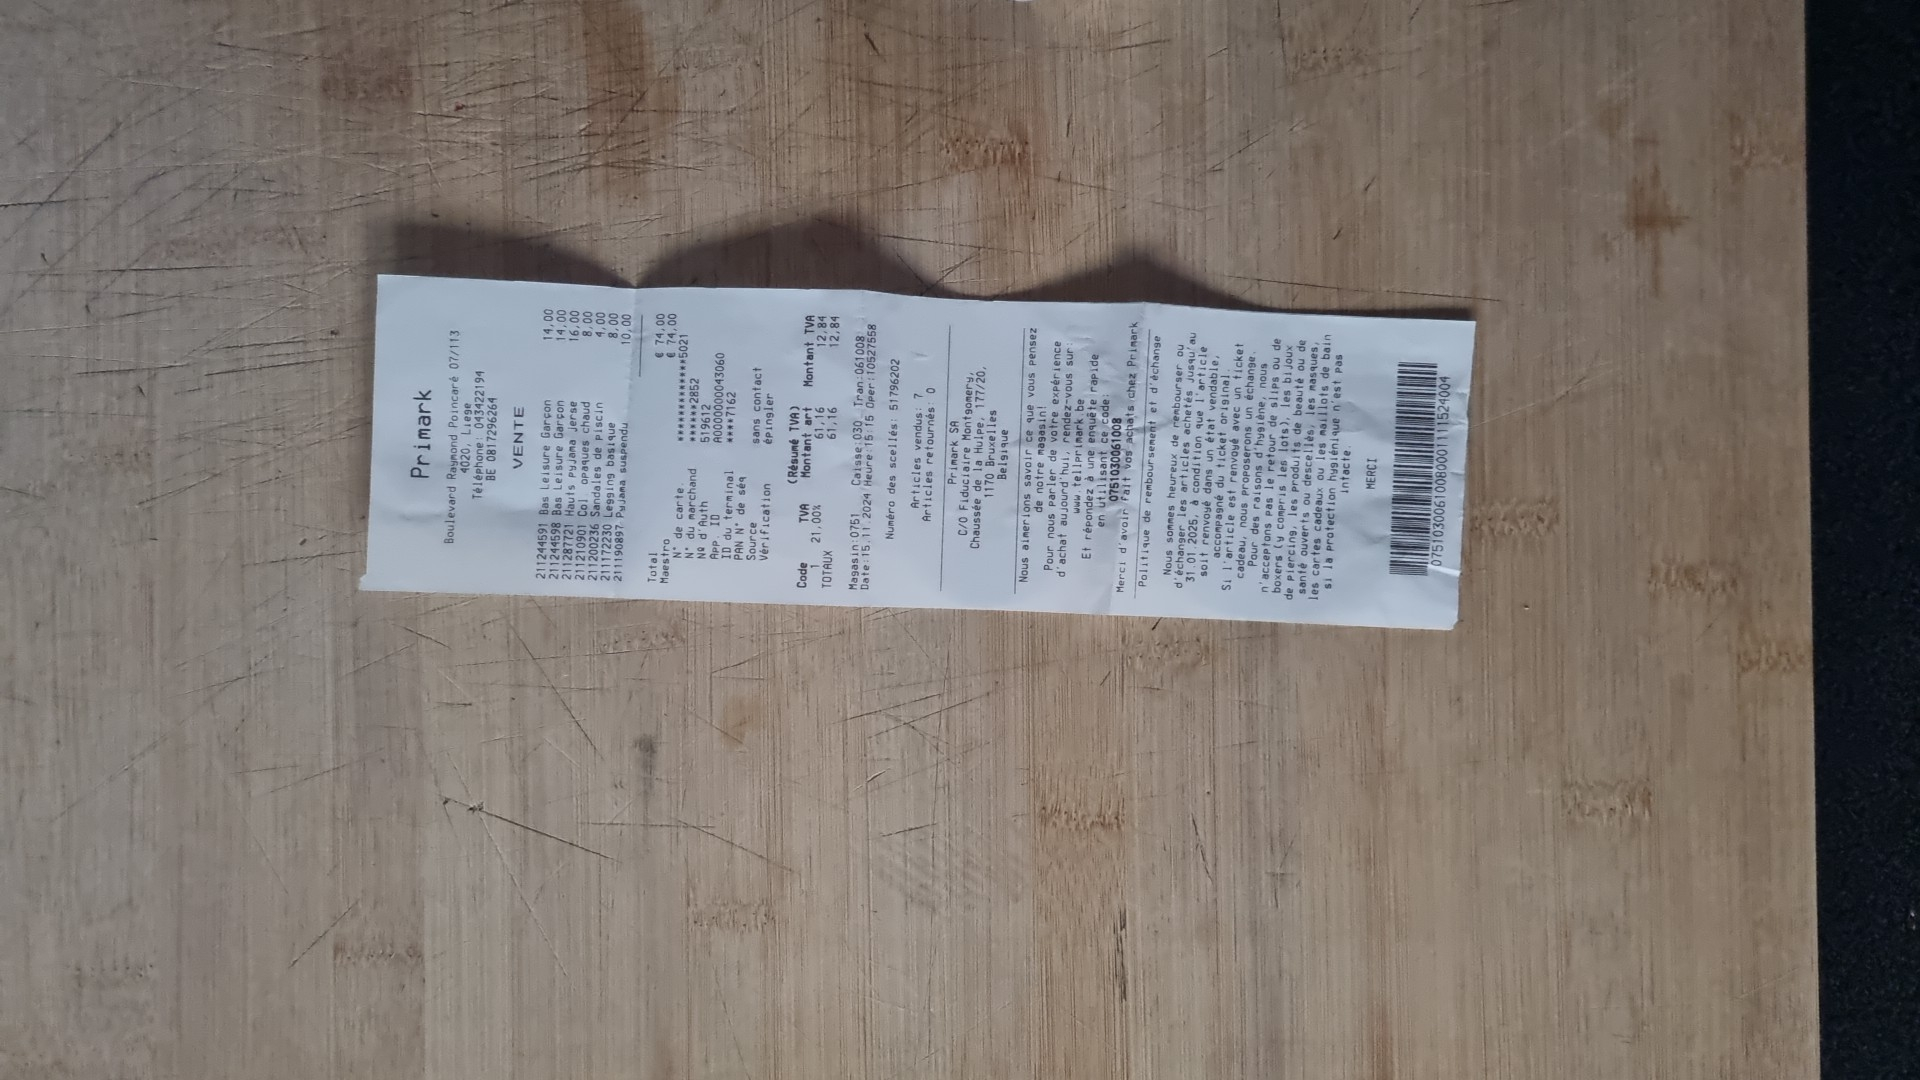 Primark
Boulevard Raymond Poincaré 07/113
4020, Liege
Téléphone: 043422194
BE 0817296264
VENTE
211244591 Bas Leisure Garçon 14,00
211244598 Bas Leisure Garçon 14,00
211287721 Hauts pyjama Jerse 16,00
211210901 Col. opaques chaud 8,00
211200236 Sandales de piscin 4,00
211172230 Legging basique 8,00
211190897 Pyjama suspendu 10,00
Total € 74,00
Maestro € 74,00
N° de carte. ***************5021
N° du marchand ******2852
Nº d'Auth 519612
App. ID A0000000043060
ID du terminal ****7162
PAN N° de séq
Source sans contact
Vérification épingler
(Résumé TVA)
Code TVA Montant art Montant TVA
1 21,00% 61,16 12,84
TOTAUX 61,16 12,84
Magasin:0751 Caisse:030 Tran:061008
Date:15.11.2024 Heure:15:15 Oper:10527558
Numéro des scellés: 51796202
Articles vendus: 7
Articles retournés: 0
Primark SA
C/O Fiduciaire Montgomery,
Chaussée de la Hulpe, 177/20,
1170 Bruxelles
Belgique
Nous aimerions savoir ce que vous pensez
de notre magasin!
Pour nous parler de votre expérience
d'achat aujourd'hui, rendez-vous sur:
www.tellprimark.be
Et répondez à une enquête rapide
en utilisant ce code:
0751030061008
Merci d'avoir fait vos achats chez Primark
Politique de remboursement et d'échange
Nous sommes heureux de rembourser ou
d'échanger les articles achetés jusqu'au
31.01.2025, à condition que l'article
soit renvoyé dans un état vendable,
accompagné du ticket original.
Si l'article est renvoyé avec un ticket
cadeau, nous proposerons un échange.
Pour des raisons d'hygiène, nous
n'acceptons pas le retour de slips ou de
boxers (y compris les lots), les bijoux
de piercing, les produits de beauté ou de
santé ouverts ou descellés, les masques,
les cartes cadeaux ou les maillots de bain
si la protection hygiénique n'est pas
intacte.
MERCI
07510300610080001111524004